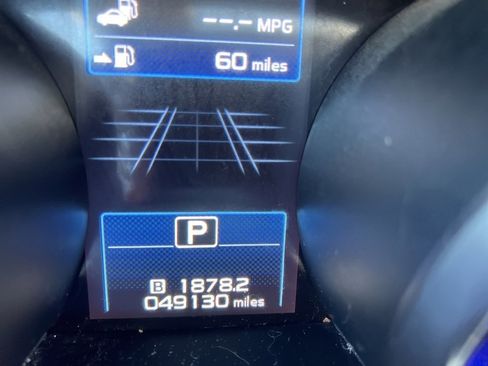 --.- MPG
60 miles
P
B 1878.2
049130 miles